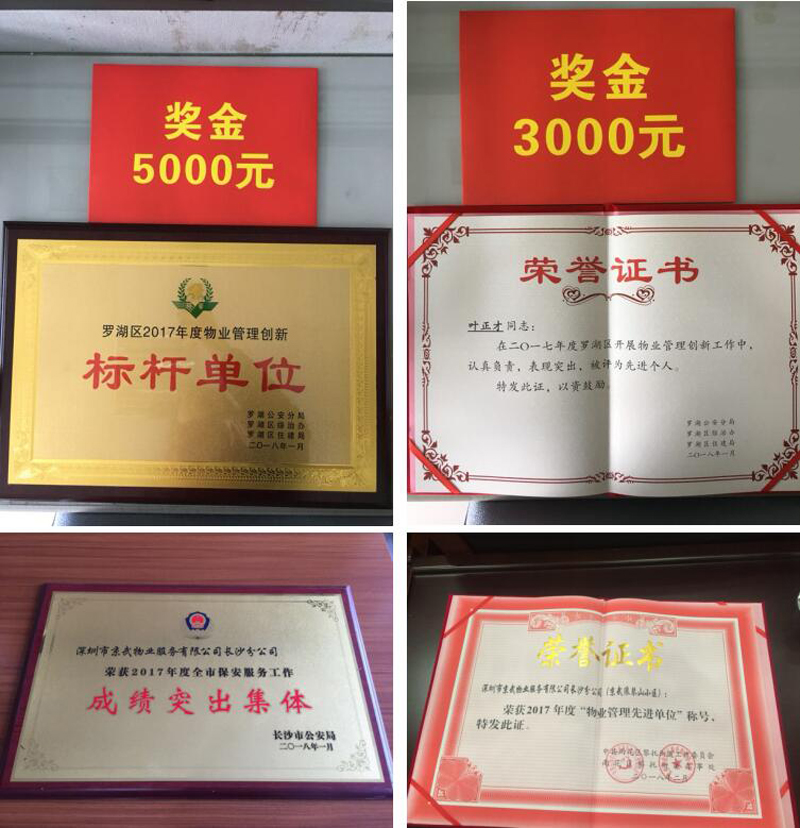 奖金
5000元
罗湖区2017年度物业管理创新
标杆单位
罗湖公安分局
罗湖区综治办
罗湖区住建局
二〇一八年一月
奖金
3000元
荣誉证书
叶正才同志：
在二〇一七年度罗湖区开展物业管理创新工作中，
认真负责，表现突出，被评为先进个人。
特发此证，以资鼓励。
罗湖公安分局
罗湖区综治办
罗湖区住建局
二〇一八年一月
深圳市京武物业服务有限公司长沙分公司
荣获2017年度全市保安服务工作
成绩突出集体
长沙市公安局
二〇一八年一月
荣誉证书
深圳市京武物业服务有限公司长沙分公司
荣获2017年度“物业管理先进单位”称号，
特发此证。
二〇一八年二月